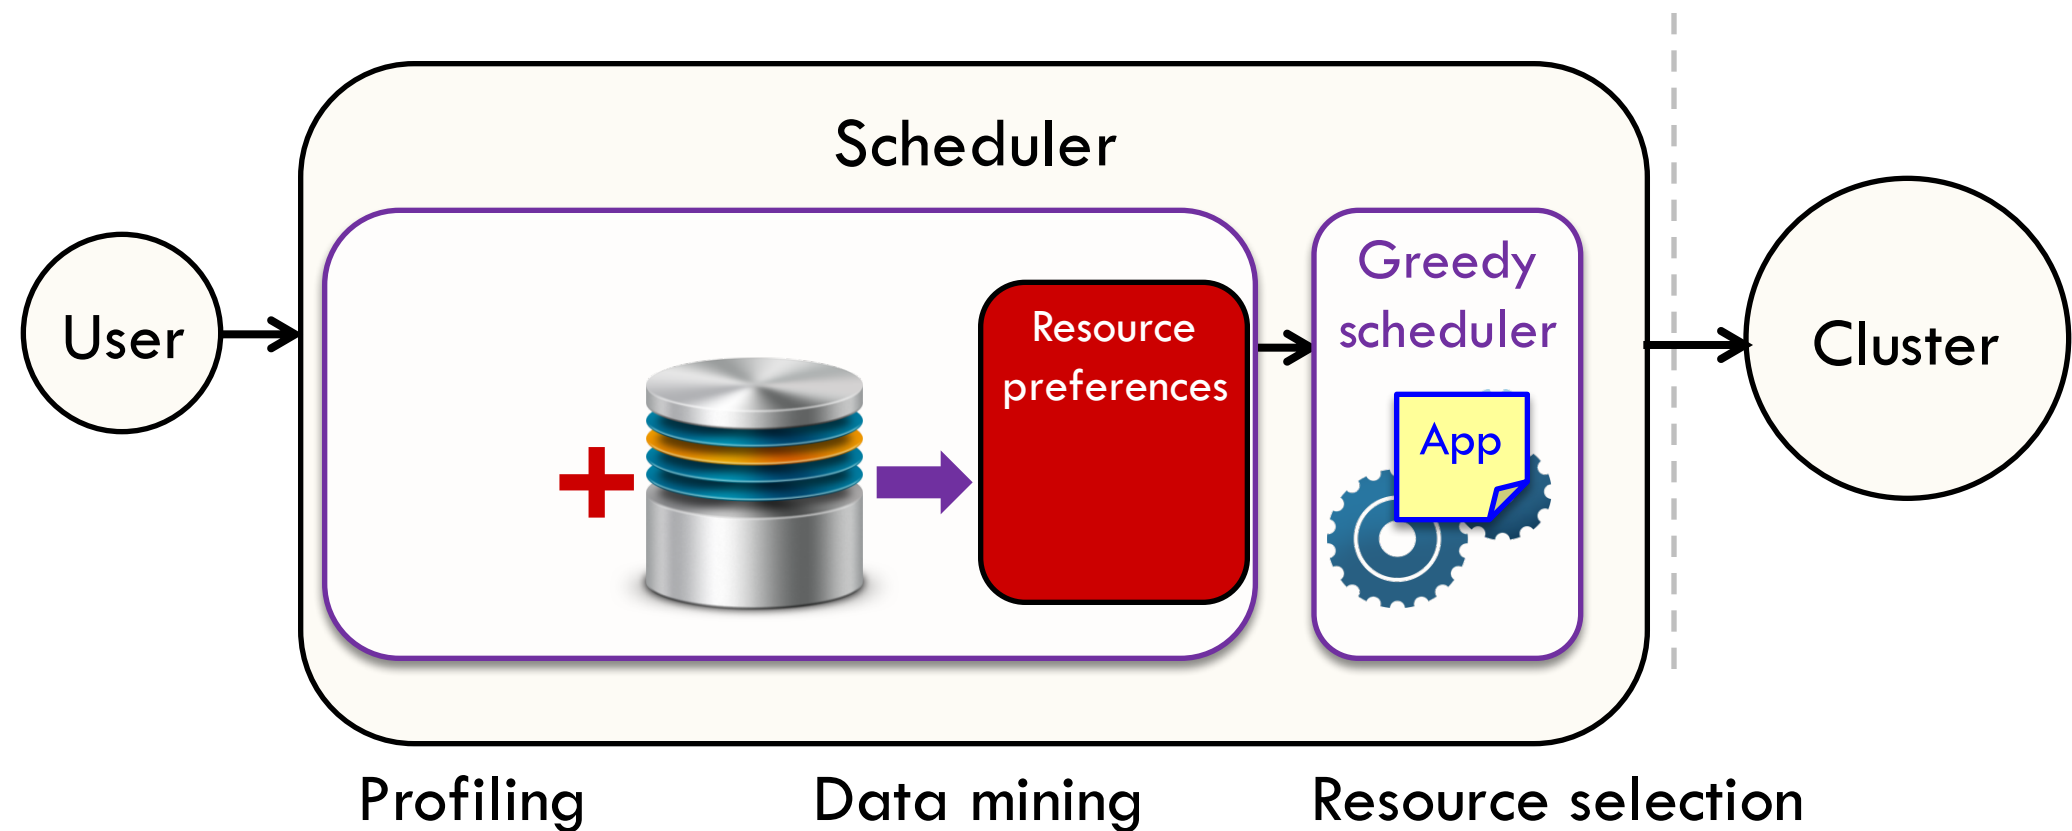 Scheduler
User
Resource
preferences
Greedy
scheduler
App
Cluster
Profiling
Data mining
Resource selection